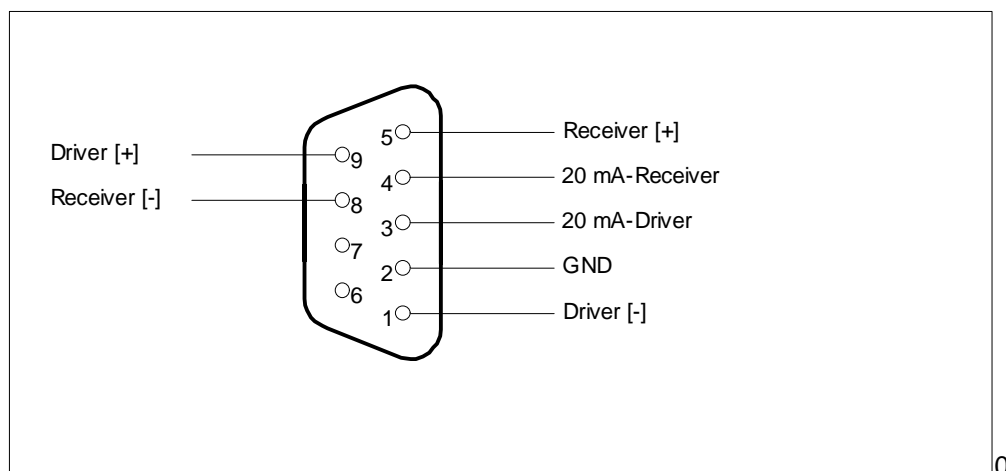 5 Receiver [+]
Driver [+] 9
4 20 mA-Receiver
Receiver [-] 8
3 20 mA-Driver
7
2 GND
6
1 Driver [-]
0